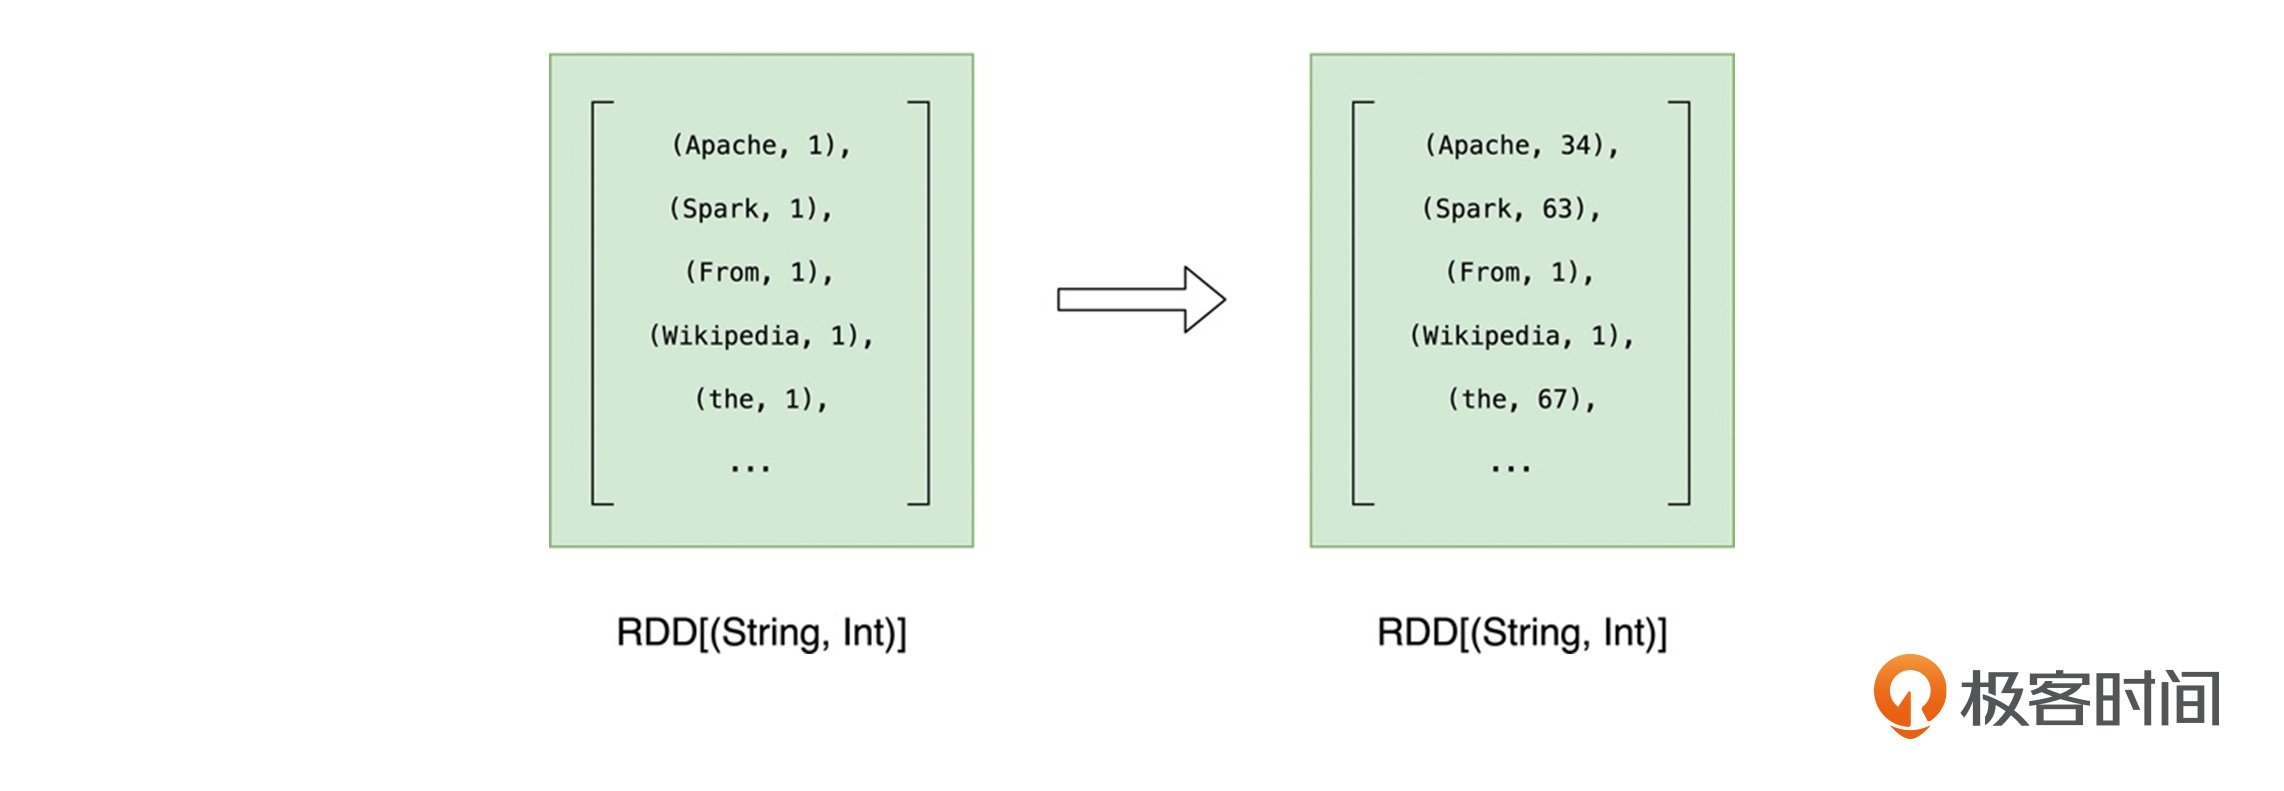 (Apache, 1),
(Spark, 1),
(From, 1),
(Wikipedia, 1),
(the, 1),
...
RDD[(String, Int)]
(Apache, 34),
(Spark, 63),
(From, 1),
(Wikipedia, 1),
(the, 67),
...
RDD[(String, Int)]
极客时间